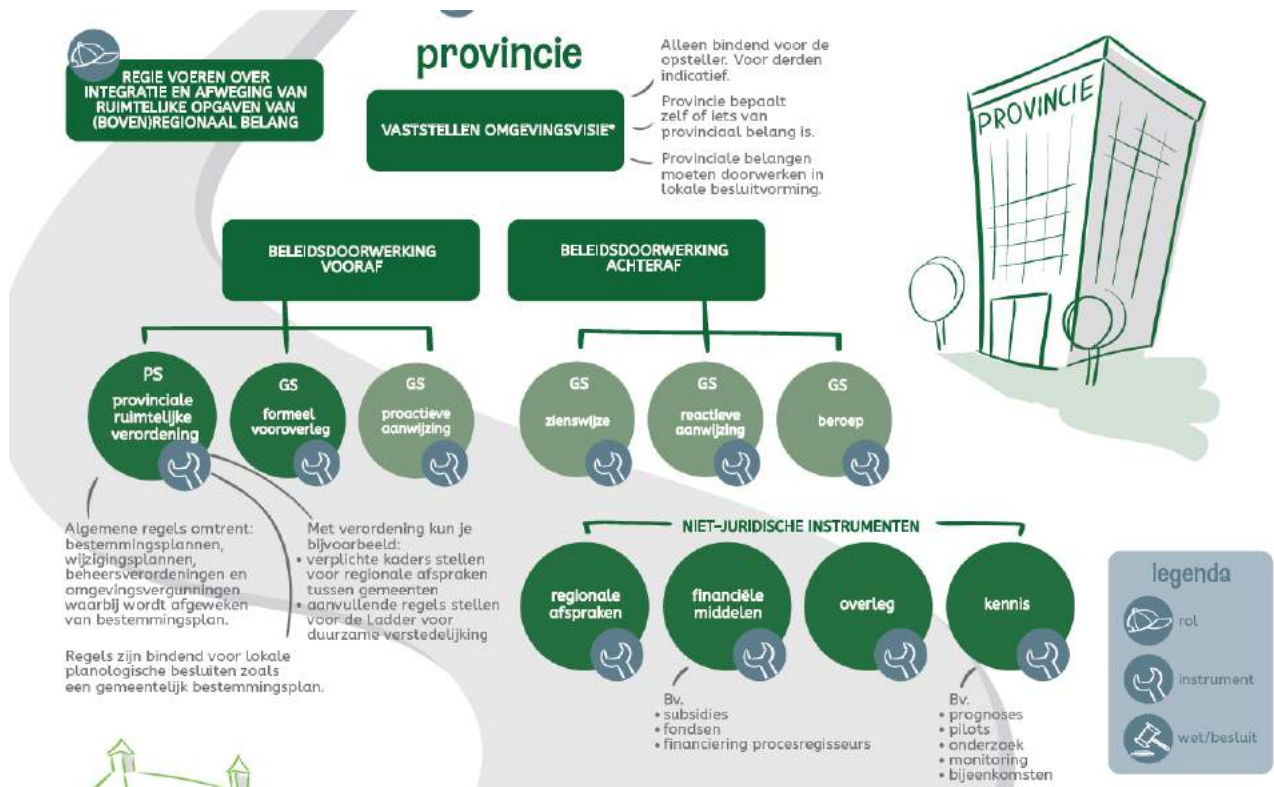 provincie
REGIE VOEREN OVER
INTEGRATIE EN AFWEGING VAN
RUIMTELIJKE OPGAVEN VAN
(BOVEN)REGIONAAL BELANG
VASTSTELLEN OMGEVINGSVISIE*
Alleen bindend voor de
opsteller. Voor derden
indicatief.
Provincie bepaalt
zelf of iets van
provinciaal belang is.
Provinciale belangen
moeten doorwerken in
lokale besluitvorming.
PROVINCIE
BELEIDSDOORWERKING
VOORAF
BELEIDSDOORWERKING
ACHTERAF
PS
provinciale
ruimtelijke
verordening
GS
formeel
vooroverleg
GS
proactieve
aanwijzing
GS
zienswijze
GS
reactieve
aanwijzing
GS
beroep
Algemene regels omtrent:
bestemmingsplannen,
wijzigingsplannen,
beheersverordeningen en
omgevingsvergunningen
waarbij wordt afgeweken
van bestemmingsplan.
Regels zijn bindend voor lokale
planologische besluiten zoals
een gemeentelijk bestemmingsplan.
Met verordening kun je
bijvoorbeeld:
• verplichte kaders stellen
voor regionale afspraken
tussen gemeenten
• aanvullende regels stellen
voor de Ladder voor
duurzame verstedelijking
NIET-JURIDISCHE INSTRUMENTEN
regionale
afspraken
financiële
middelen
overleg
kennis
Bv.
• subsidies
• fondsen
• financiering procesregisseurs
Bv.
• prognoses
• pilots
• onderzoek
• monitoring
• bijeenkomsten
legenda
rol
instrument
wet/besluit